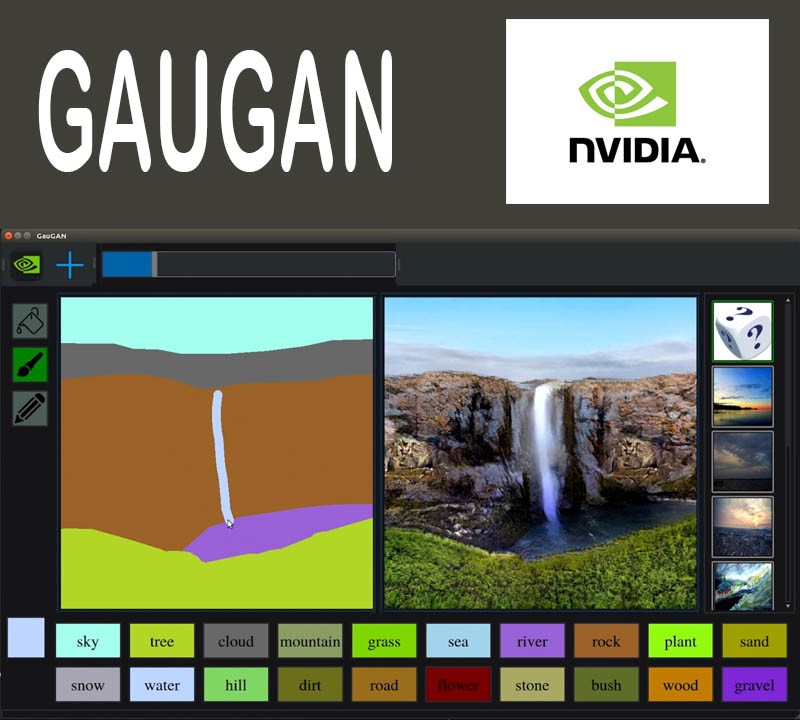 GAUGAN
NVIDIA.
GauGAN
sky tree cloud mountain grass sea river rock plant sand
snow water hill dirt road flower stone bush wood gravel